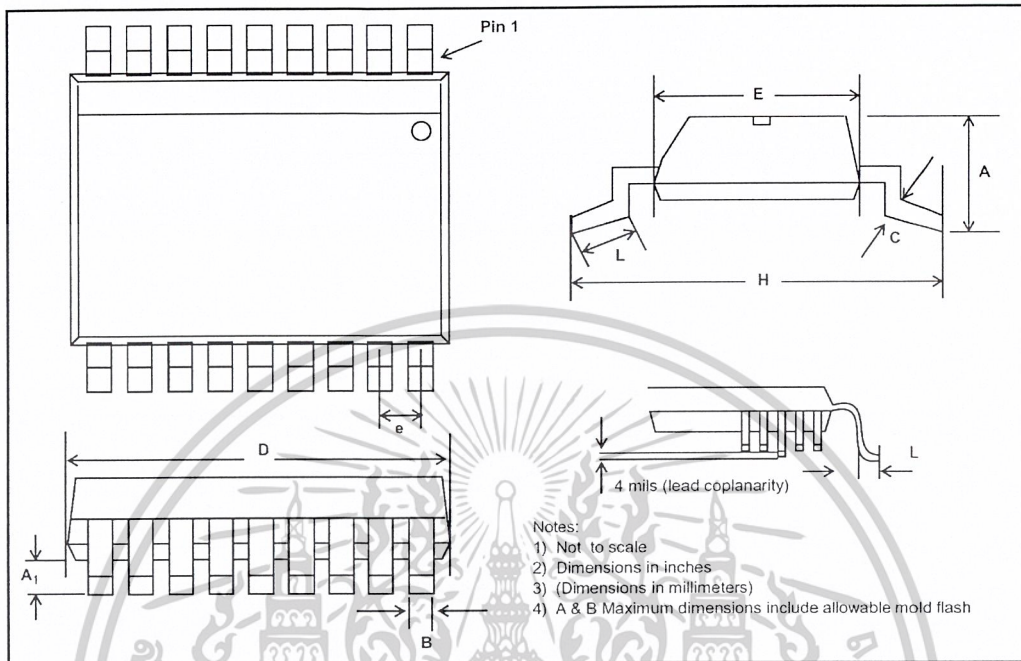 Pin 1
E
A
C
L
H
e
D
L
4 mils (lead coplanarity)
A1
B
Notes:
1) Not to scale
2) Dimensions in inches
3) (Dimensions in millimeters)
4) A & B Maximum dimensions include allowable mold flash